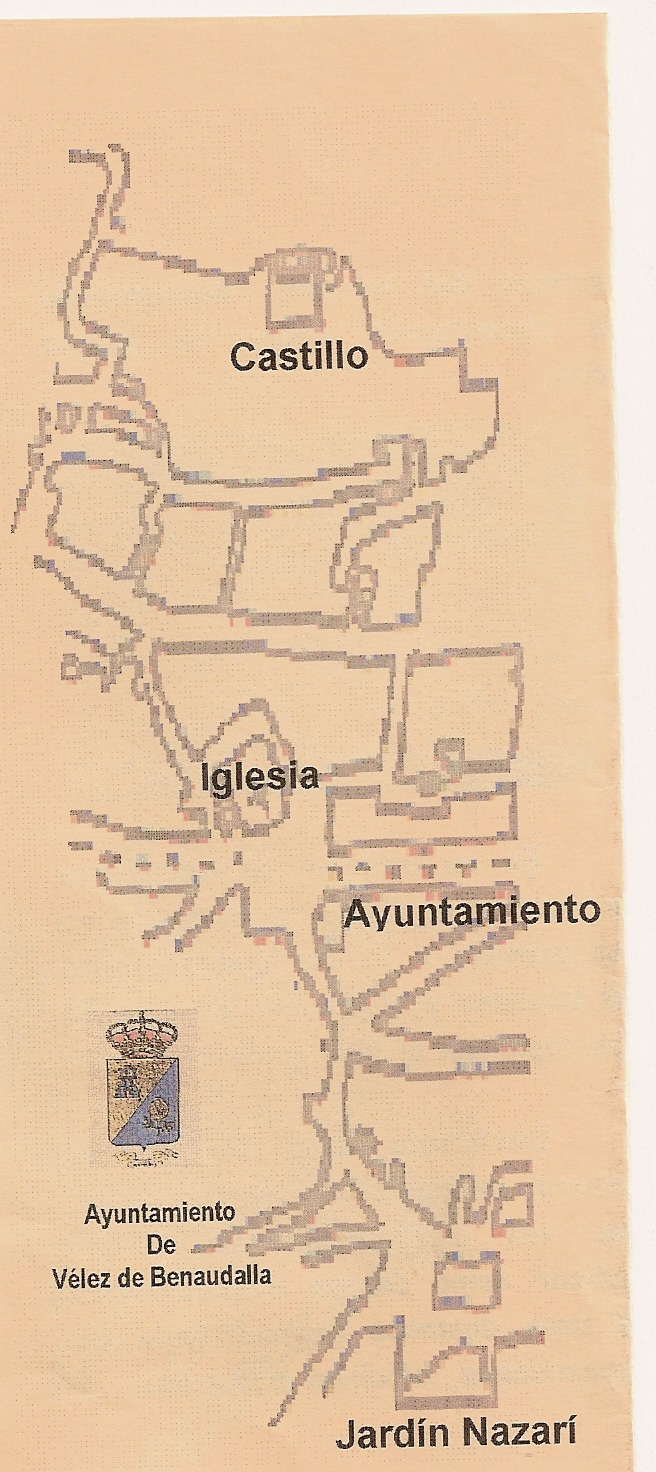 Castillo
Iglesia
Ayuntamiento
Ayuntamiento
De
Vélez de Benaudalla
Jardín Nazarí